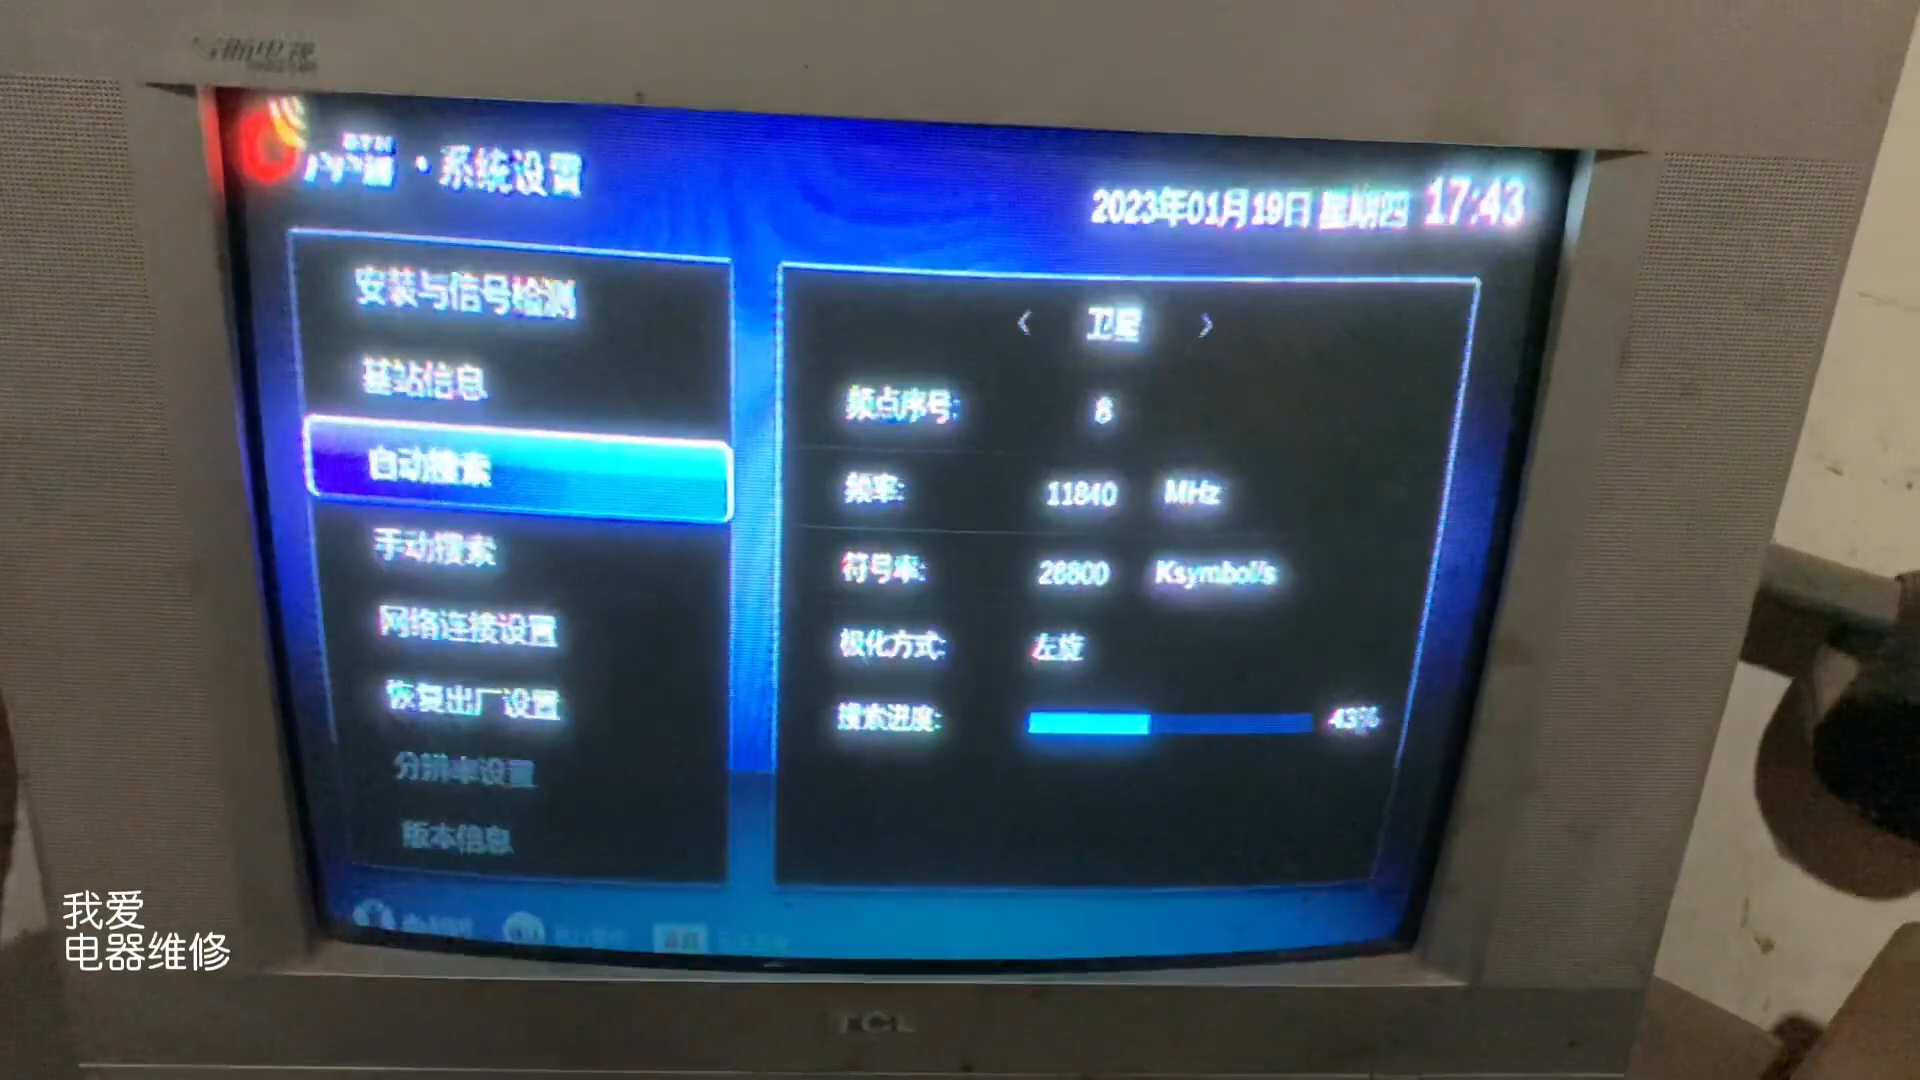 系统设置
2023年01月19日 星期四 17:43
安装与信号检测
基站信息
自动搜索
手动搜索
网络连接设置
恢复出厂设置
分辨率设置
版本信息
卫星
频点序号: 8
频率: 11840 MHz
符号率: 28800 Ksymbol/s
极化方式: 左旋
搜索进度: 43%
我爱
电器维修
TCL